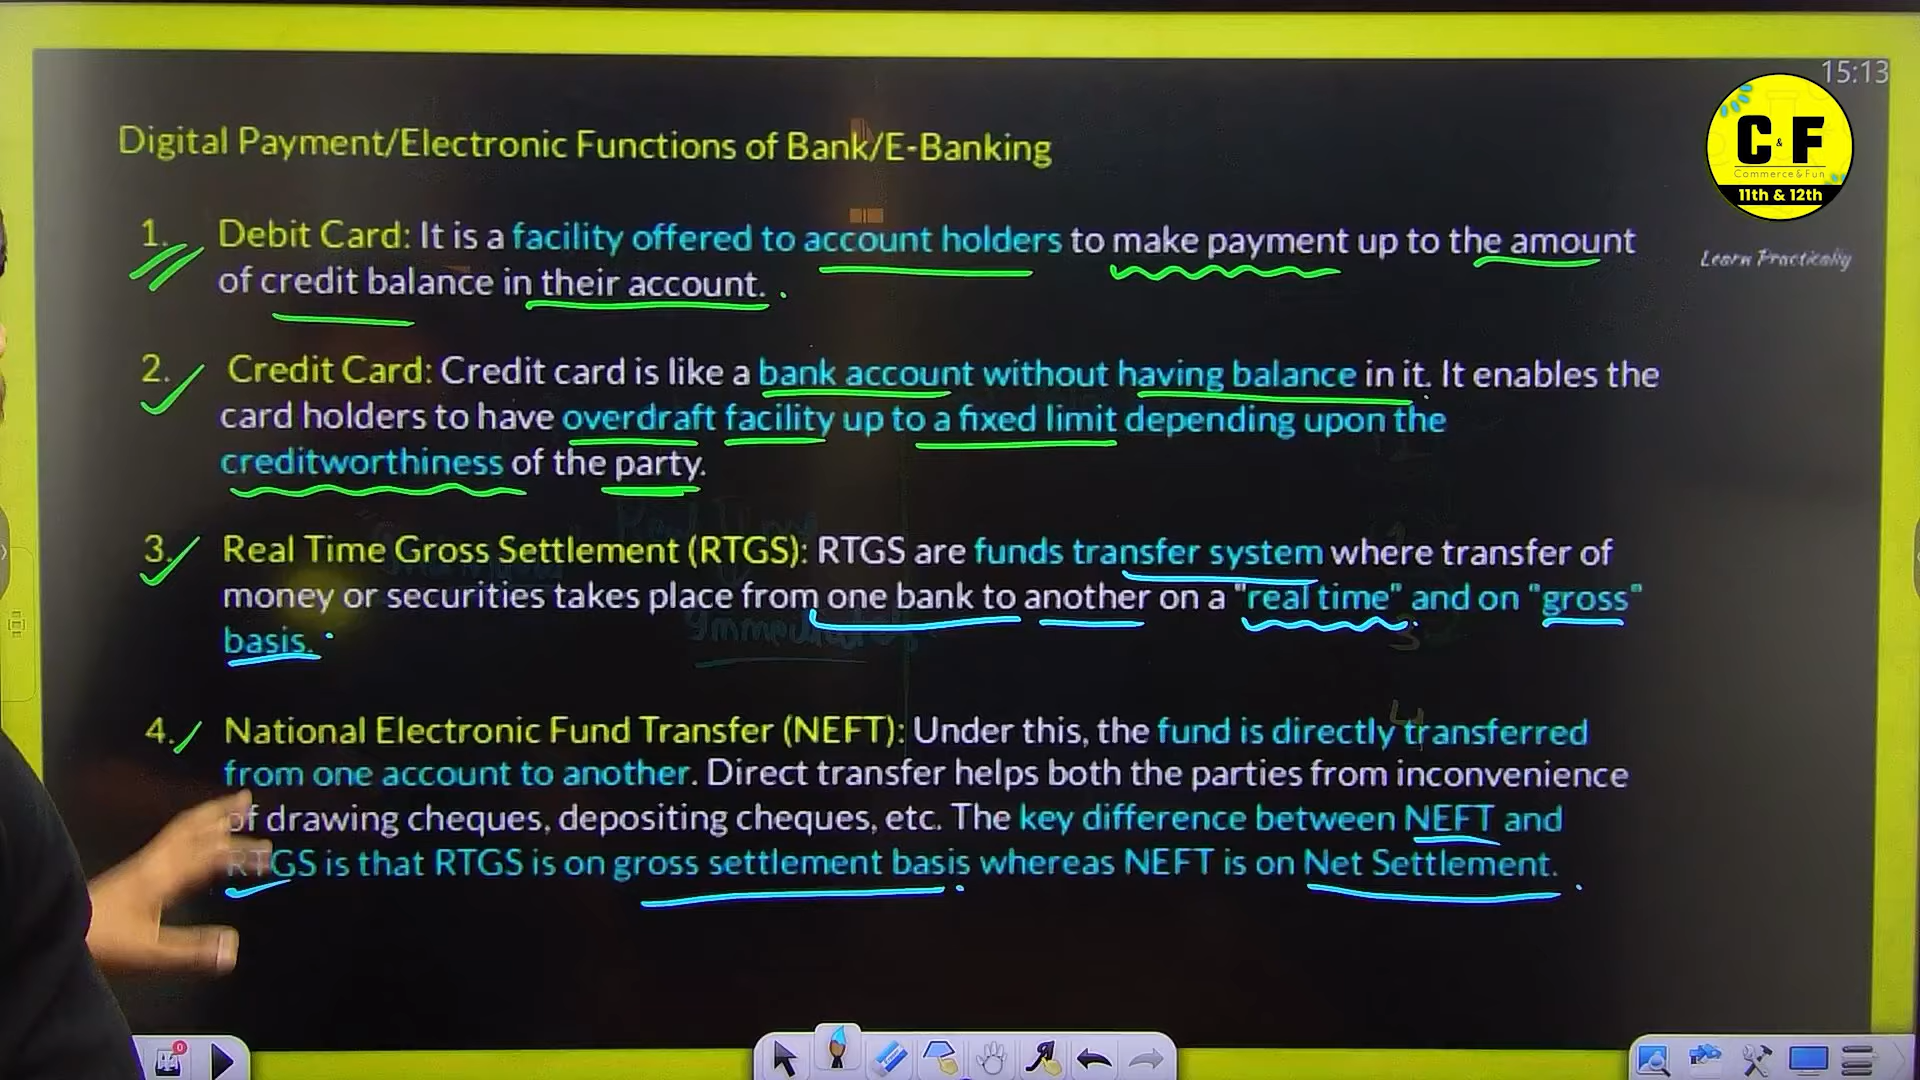 15:13
C & F
Commerce & Fun
11th & 12th
Learn Practically
Digital Payment/Electronic Functions of Bank/E-Banking
1. Debit Card: It is a facility offered to account holders to make payment up to the amount
of credit balance in their account.
2. Credit Card: Credit card is like a bank account without having balance in it. It enables the
card holders to have overdraft facility up to a fixed limit depending upon the
creditworthiness of the party.
3. Real Time Gross Settlement (RTGS): RTGS are funds transfer system where transfer of
money or securities takes place from one bank to another on a "real time" and on "gross"
basis.
4. National Electronic Fund Transfer (NEFT): Under this, the fund is directly transferred
from one account to another. Direct transfer helps both the parties from inconvenience
of drawing cheques, depositing cheques, etc. The key difference between NEFT and
RTGS is that RTGS is on gross settlement basis whereas NEFT is on Net Settlement.
0